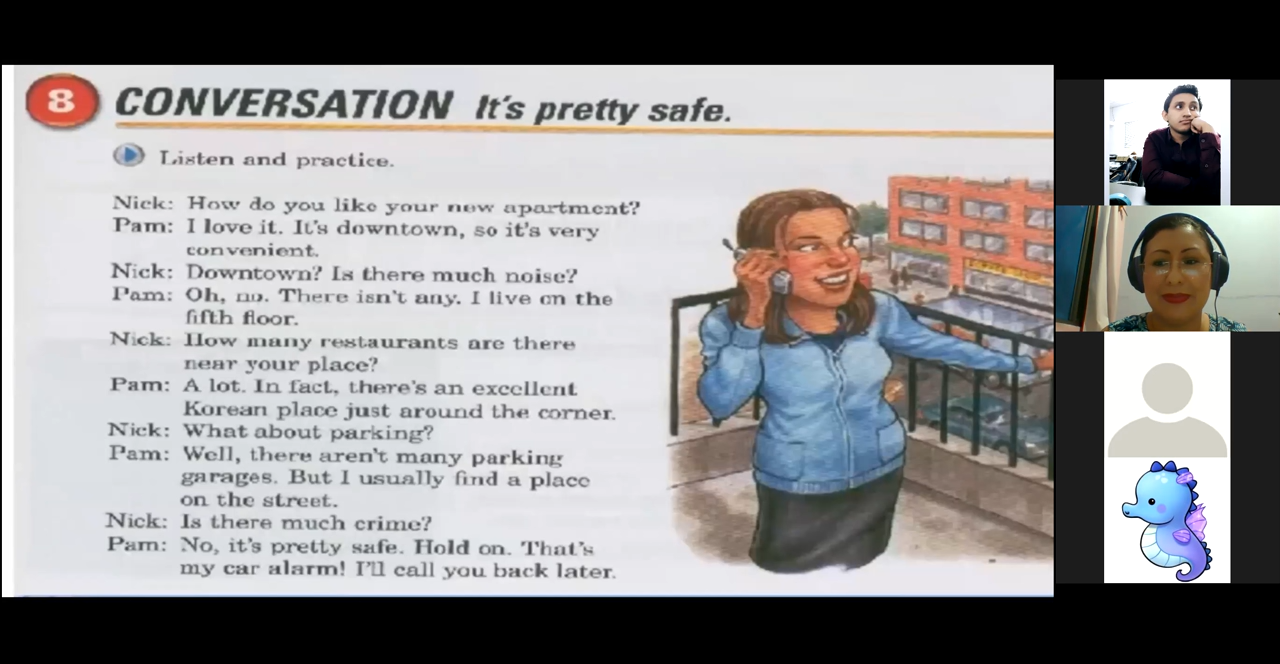 8 CONVERSATION It's pretty safe.
Listen and practice.
Nick: How do you like your new apartment?
Pam: I love it. It's downtown, so it's very
convenient.
Nick: Downtown? Is there much noise?
Pam: Oh, no. There isn't any. I live on the
fifth floor.
Nick: How many restaurants are there
near your place?
Pam: A lot. In fact, there's an excellent
Korean place just around the corner.
Nick: What about parking?
Pam: Well, there aren't many parking
garages. But I usually find a place
on the street.
Nick: Is there much crime?
Pam: No, it's pretty safe. Hold on. That's
my car alarm! I'll call you back later.